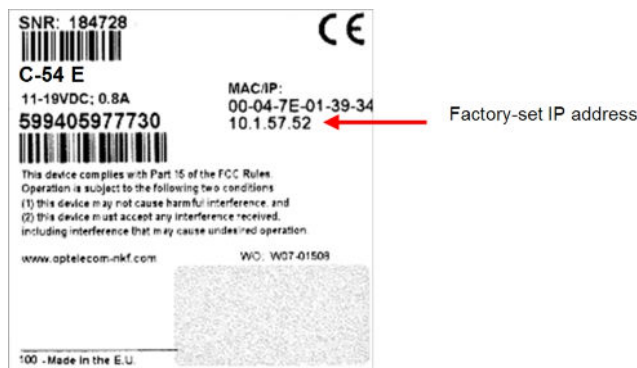 SNR: 184728
CE
C-54 E
11-19VDC; 0.8A
MAC/IP:
00-04-7E-01-39-34
599405977730
10.1.57.52
Factory-set IP address
This device complies with Part 15 of the FCC Rules.
Operation is subject to the following two conditions
(1) this device may not cause harmful interference, and
(2) this device must accept any interference received,
including interference that may cause undesired operation
www.optelecom-nkf.com
WO: W07-01508
100 - Made in the E.U.